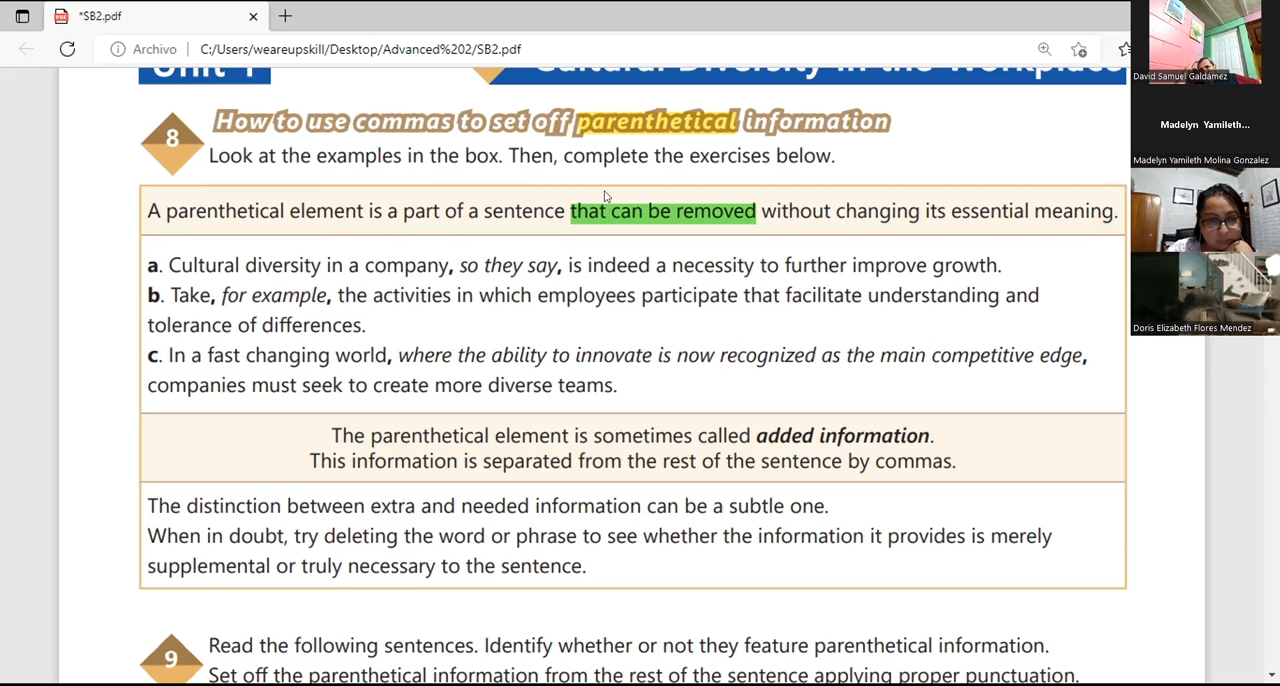 *SB2.pdf
Archivo
C:/Users/weareupskill/Desktop/Advanced%202/SB2.pdf
Unit 1
Cultural Diversity in the Workplace
8
How to use commas to set off parenthetical information
Look at the examples in the box. Then, complete the exercises below.
A parenthetical element is a part of a sentence that can be removed without changing its essential meaning.
a. Cultural diversity in a company, so they say, is indeed a necessity to further improve growth.
b. Take, for example, the activities in which employees participate that facilitate understanding and
tolerance of differences.
c. In a fast changing world, where the ability to innovate is now recognized as the main competitive edge,
companies must seek to create more diverse teams.
The parenthetical element is sometimes called added information.
This information is separated from the rest of the sentence by commas.
The distinction between extra and needed information can be a subtle one.
When in doubt, try deleting the word or phrase to see whether the information it provides is merely
supplemental or truly necessary to the sentence.
9
Read the following sentences. Identify whether or not they feature parenthetical information.
Set off the parenthetical information from the rest of the sentence applying proper punctuation.
David Samuel Galdamez
Madelyn Yamileth...
Madelyn Yamileth Molina Gonzalez
Doris Elizabeth Flores Mendez